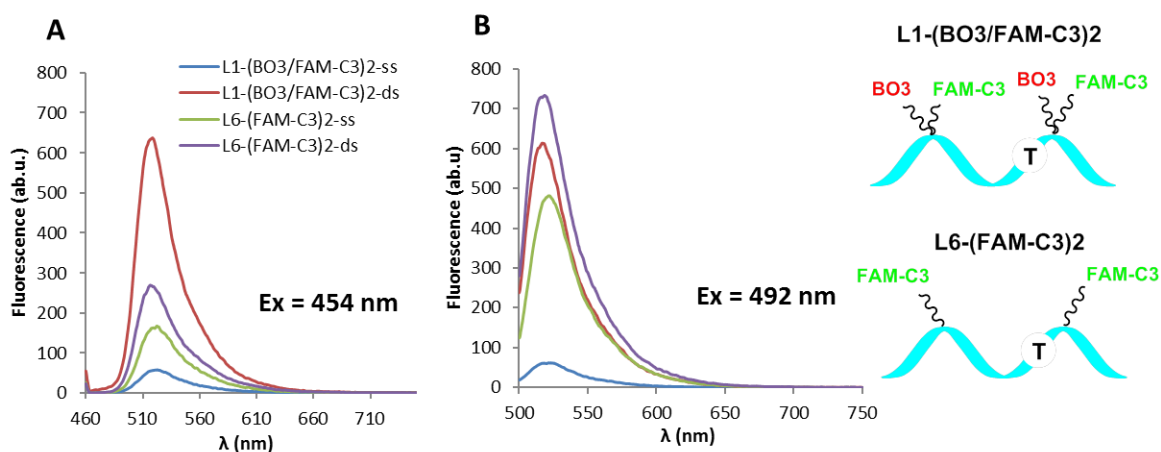 A
Fluorescence (ab.u.)
800
700
600
500
400
300
200
100
0
460
510
560
610
660
710
λ (nm)
L1-(BO3/FAM-C3)2-ss
L1-(BO3/FAM-C3)2-ds
L6-(FAM-C3)2-ss
L6-(FAM-C3)2-ds
Ex = 454 nm
B
Fluorescence (ab.u)
800
700
600
500
400
300
200
100
0
500
550
600
650
700
750
λ (nm)
Ex = 492 nm
L1-(BO3/FAM-C3)2
BO3 FAM-C3 BO3 FAM-C3
T
L6-(FAM-C3)2
FAM-C3 FAM-C3
T